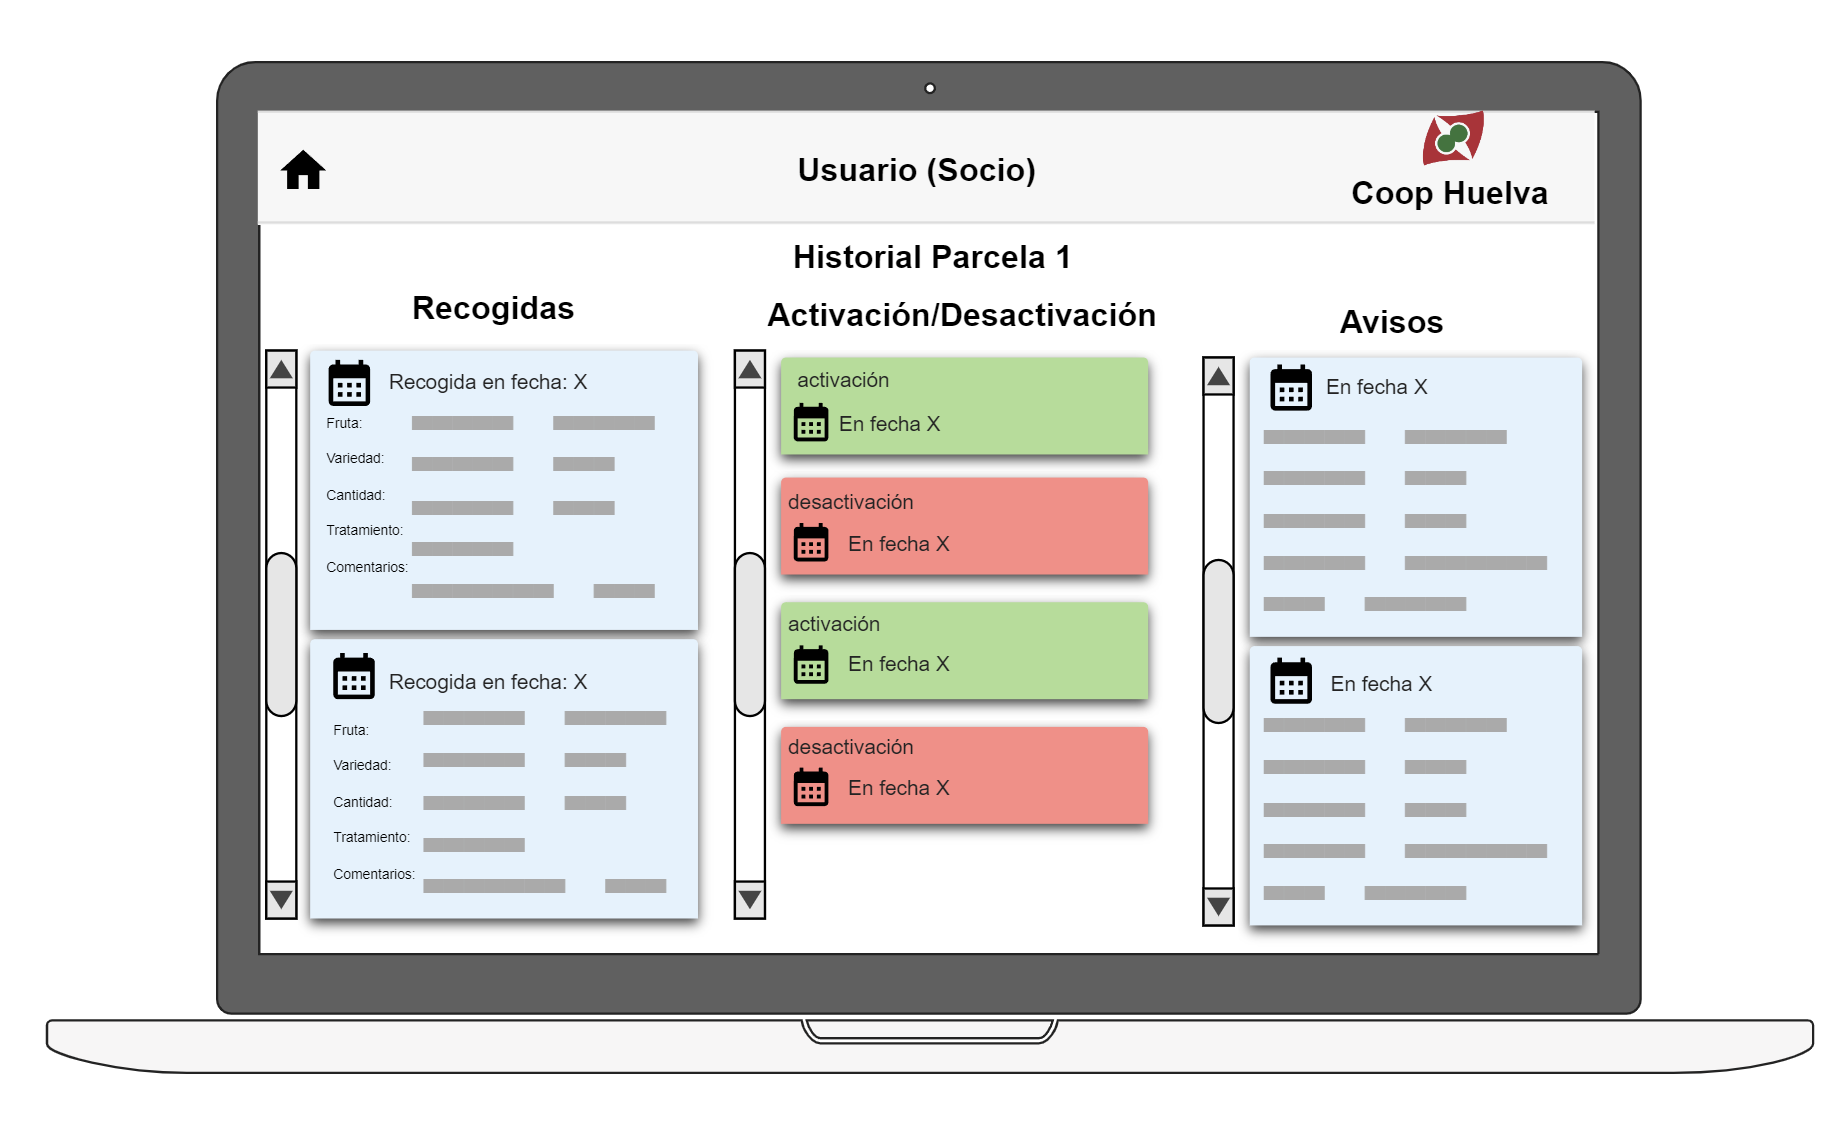 Usuario (Socio)
Coop Huelva
Historial Parcela 1
Recogidas
Recogida en fecha: X
Fruta:
Variedad:
Cantidad:
Tratamiento:
Comentarios:
Recogida en fecha: X
Fruta:
Variedad:
Cantidad:
Tratamiento:
Comentarios:
Activación/Desactivación
activación
En fecha X
desactivación
En fecha X
activación
En fecha X
desactivación
En fecha X
Avisos
En fecha X
En fecha X